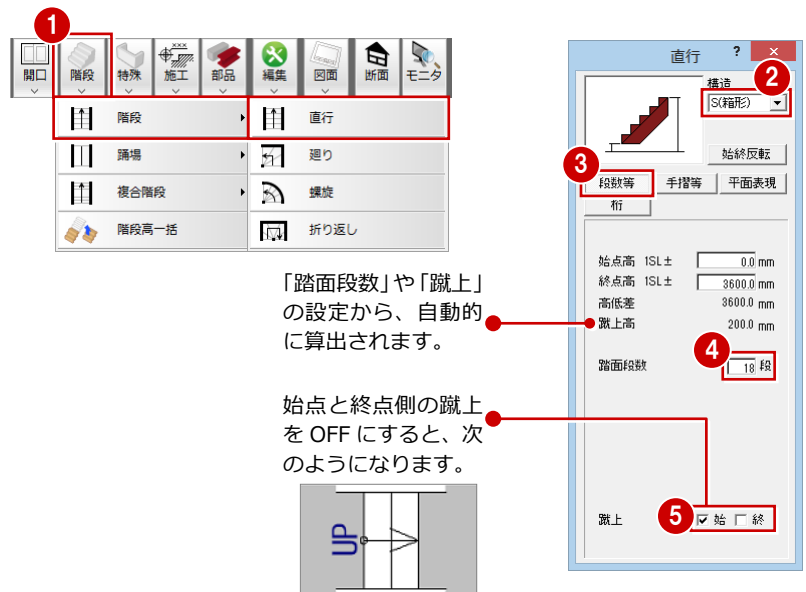 1
開口
階段
特殊
施工
部品
編集
図面
断面
モニタ
階段
直行
踊場
廻り
複合階段
螺旋
階段高一括
折り返し
直行 ? ×
2
構造
S(箱形)
始終反転
3
段数等 手摺等 平面表現
桁
始点高 1SL± 0.0 mm
終点高 1SL± 3600.0 mm
高低差 3600.0 mm
蹴上高 200.0 mm
4
踏面段数 18 段
蹴上 5 始 終
「踏面段数」や「蹴上」
の設定から、自動的
に算出されます。
始点と終点側の蹴上
を OFF にすると、次
のようになります。
UP